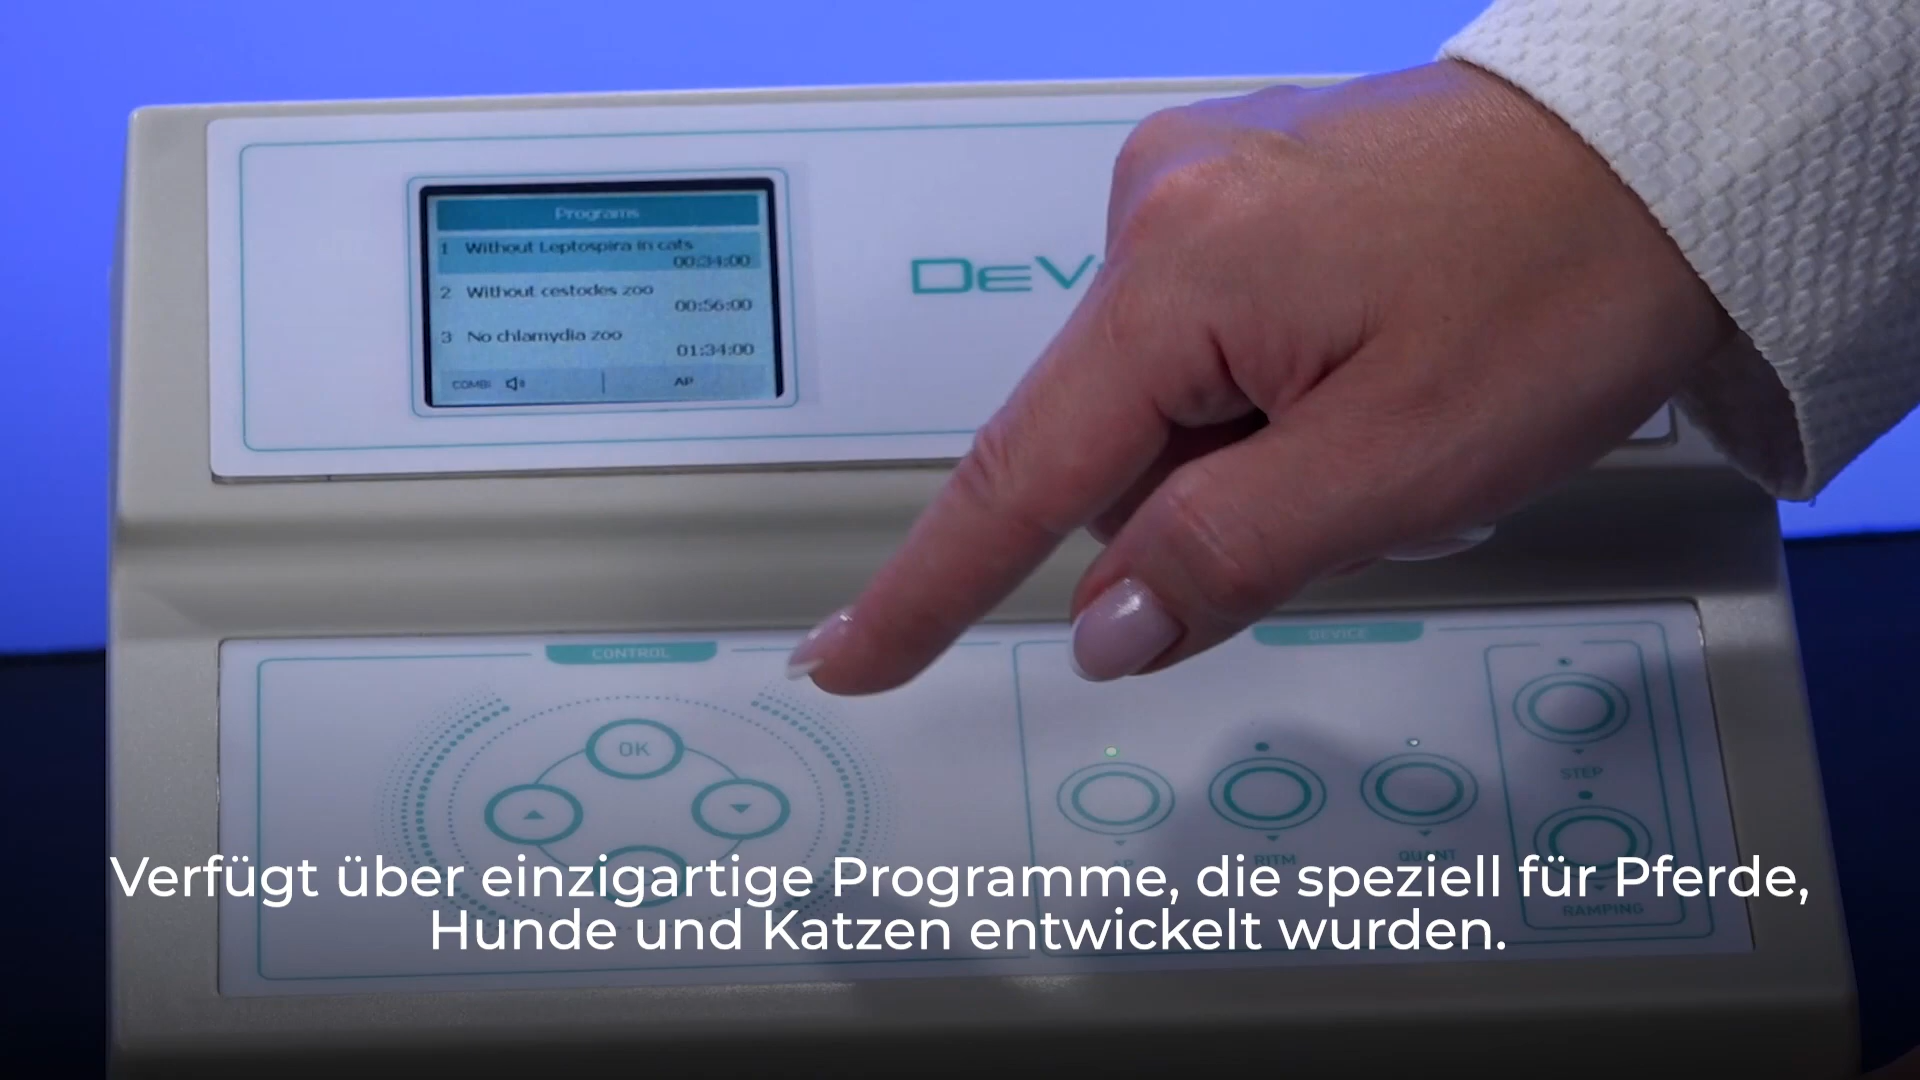 Programs
1 Without Leptospira in cats
00:34:00
2 Without cestodes zoo
00:56:00
3 No chlamydia zoo
01:34:00
COMBI AP
CONTROL
DEVICE
OK
STEP
AP RITM QUANT
RAMPING
Verfügt über einzigartige Programme, die speziell für Pferde,
Hunde und Katzen entwickelt wurden.